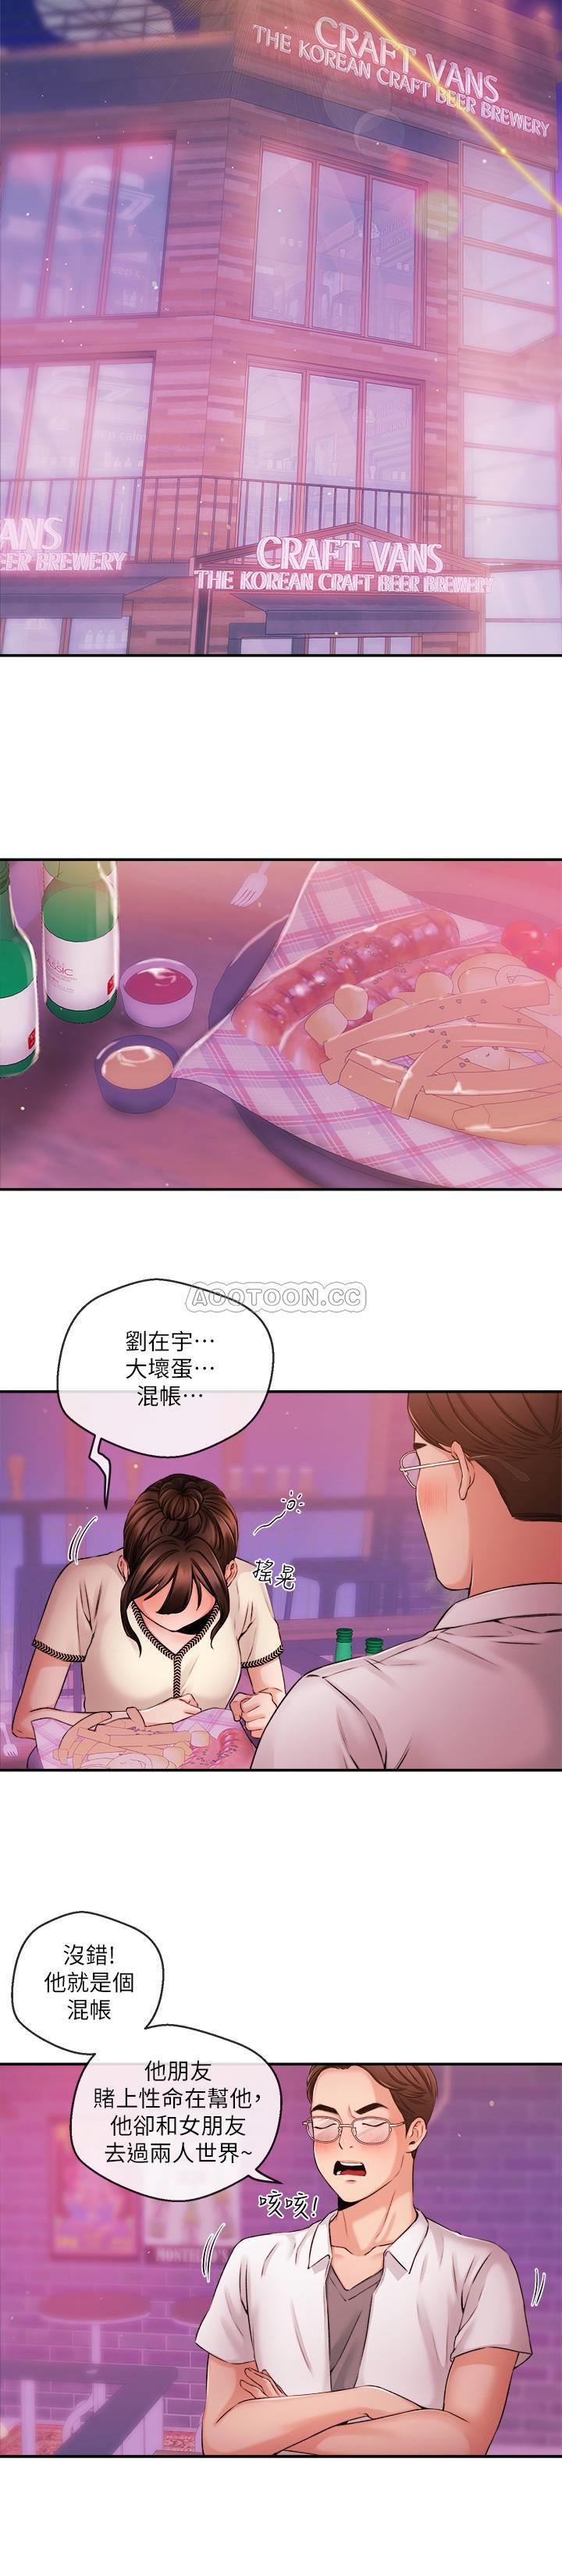 CRAFT VANS
THE KOREAN CRAFT BEER BREWERY
ANS
EER BREWERY
CRAFT VANS
THE KOREAN CRAFT BEER BREWERY
ASSIC
AOOTOON.CC
劉在宇…
大壞蛋…
混帳…
搖晃
沒錯!
他就是個
混帳
他朋友
賭上性命在幫他，
他卻和女朋友
去過兩人世界~
咳咳!